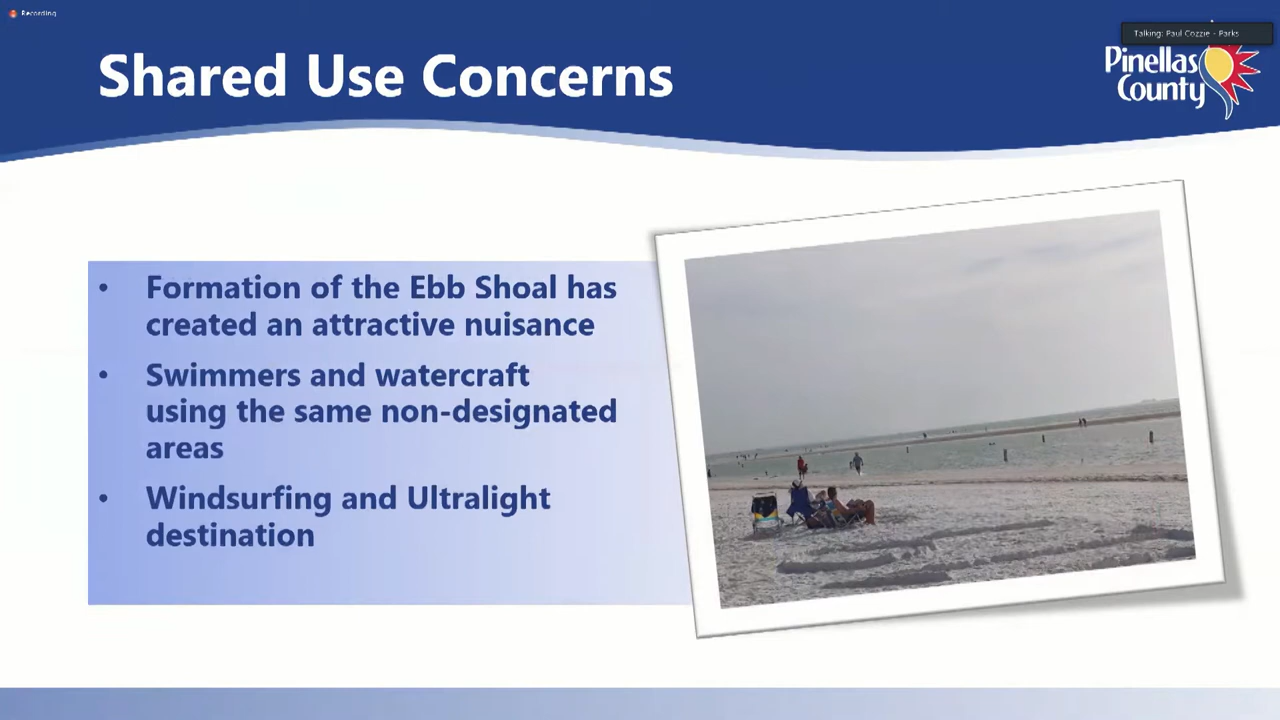 Recording
Talking: Paul Cozzie - Parks
Shared Use Concerns
Pinellas
County
• Formation of the Ebb Shoal has
created an attractive nuisance
• Swimmers and watercraft
using the same non-designated
areas
• Windsurfing and Ultralight
destination